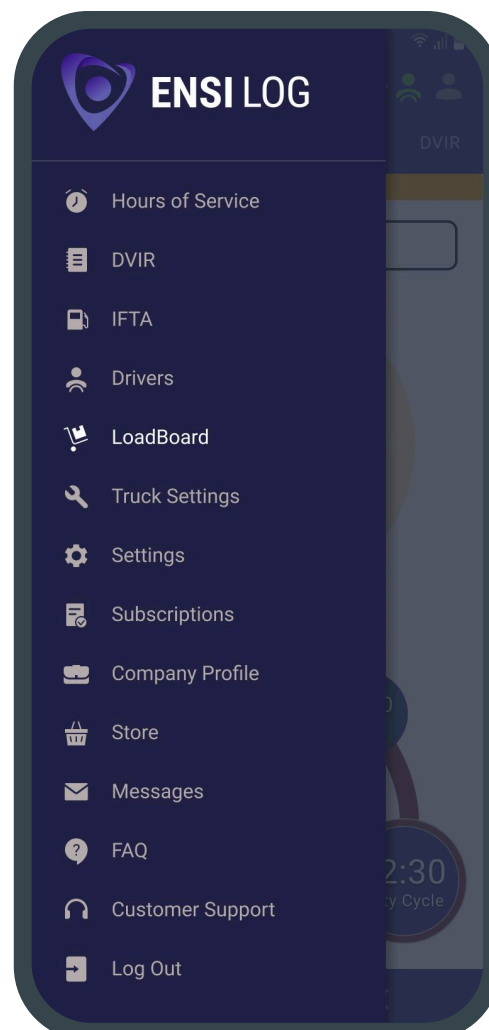 ENSI LOG
DVIR
Hours of Service
DVIR
IFTA
Drivers
LoadBoard
Truck Settings
Settings
Subscriptions
Company Profile
Store
Messages
?
FAQ
Customer Support
Log Out
2:30
Cycle